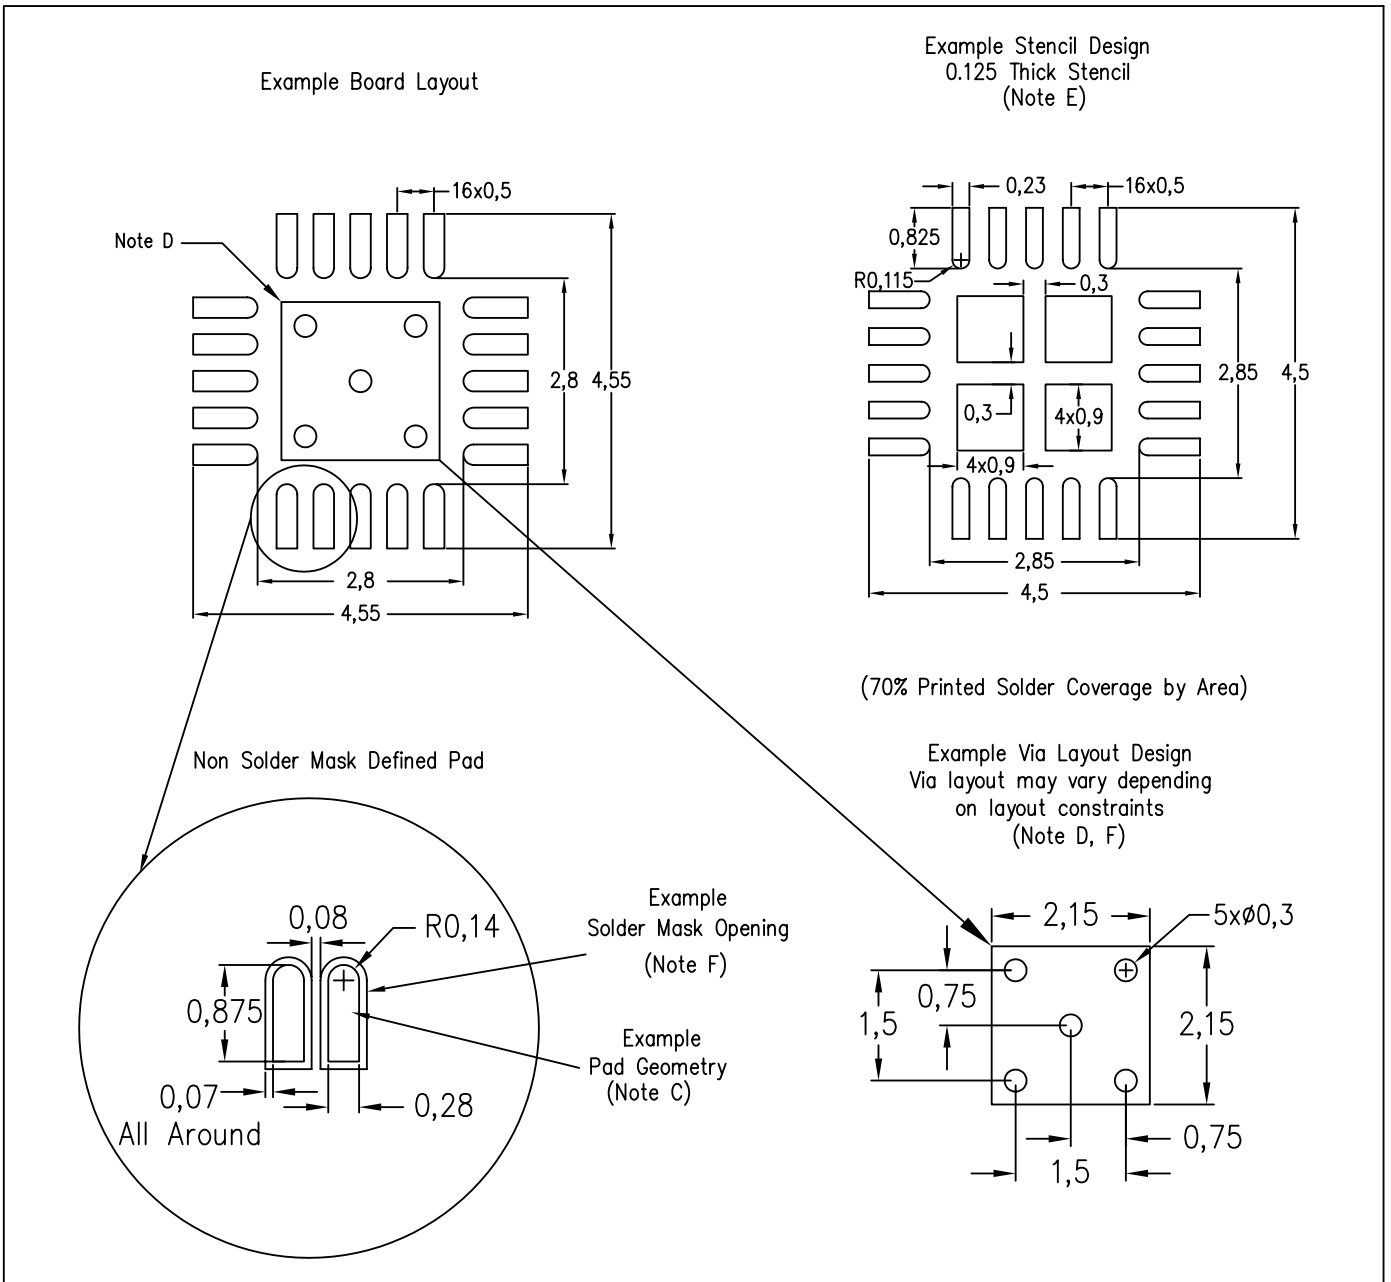 Example Board Layout
16x0,5
Note D
2,8
4,55
2,8
4,55
Example Stencil Design
0.125 Thick Stencil
(Note E)
0,23
16x0,5
0,825
R0,115
0,3
2,85
4,5
0,3
4x0,9
4x0,9
2,85
4,5
(70% Printed Solder Coverage by Area)
Non Solder Mask Defined Pad
0,08
R0,14
0,875
0,07
All Around
0,28
Example
Solder Mask Opening
(Note F)
Example
Pad Geometry
(Note C)
Example Via Layout Design
Via layout may vary depending
on layout constraints
(Note D, F)
2,15
5xø0,3
0,75
1,5
2,15
0,75
1,5